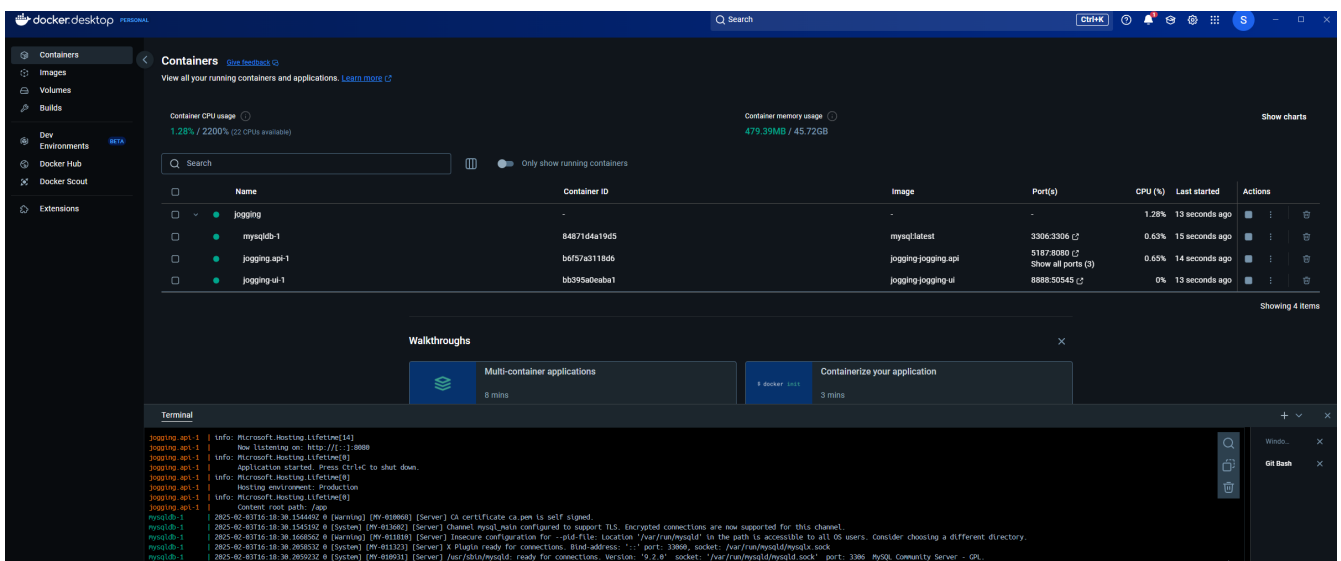 docker.desktop PERSONAL
Search
Ctrl+K
S
Containers
Images
Volumes
Builds
Dev Environments BETA
Docker Hub
Docker Scout
Extensions
Containers Give feedback
View all your running containers and applications. Learn more
Container CPU usage
1.28% / 2200% (22 CPUs available)
Container memory usage
479.39MB / 45.72GB
Show charts
Search
Only show running containers
Name Container ID Image Port(s) CPU (%) Last started Actions
jogging - - - 1.28% 13 seconds ago
mysqldb-1 84871d4a19d5 mysql:latest 3306:3306 0.63% 15 seconds ago
jogging.api-1 b6f57a3118d6 jogging-jogging.api 5187:8080 0.65% 14 seconds ago
Show all ports (3)
jogging-ui-1 bb395a0eaba1 jogging-jogging-ui 8888:50545 0% 13 seconds ago
Showing 4 items
Walkthroughs
Multi-container applications
8 mins
$ docker init
Containerize your application
3 mins
Terminal
Windo...
Git Bash
jogging.api-1 | info: Microsoft.Hosting.Lifetime[14]
jogging.api-1 | Now listening on: http://[::]:8080
jogging.api-1 | info: Microsoft.Hosting.Lifetime[0]
jogging.api-1 | Application started. Press Ctrl+C to shut down.
jogging.api-1 | info: Microsoft.Hosting.Lifetime[0]
jogging.api-1 | Hosting environment: Production
jogging.api-1 | info: Microsoft.Hosting.Lifetime[0]
jogging.api-1 | Content root path: /app
mysqldb-1 | 2025-02-03T16:18:30.154449Z 0 [Warning] [MY-010068] [Server] CA certificate ca.pem is self signed.
mysqldb-1 | 2025-02-03T16:18:30.154519Z 0 [System] [MY-013602] [Server] Channel mysql_main configured to support TLS. Encrypted connections are now supported for this channel.
mysqldb-1 | 2025-02-03T16:18:30.166856Z 0 [Warning] [MY-011810] [Server] Insecure configuration for --pid-file: Location '/var/run/mysqld' in the path is accessible to all OS users. Consider choosing a different directory.
mysqldb-1 | 2025-02-03T16:18:30.205853Z 0 [System] [MY-011323] [Server] X Plugin ready for connections. Bind-address: '::' port: 33060, socket: /var/run/mysqld/mysqlx.sock
mysqldb-1 | 2025-02-03T16:18:30.205923Z 0 [System] [MY-010931] [Server] /usr/sbin/mysqld: ready for connections. Version: '9.2.0' socket: '/var/run/mysqld/mysqld.sock' port: 3306 MySQL Community Server - GPL.